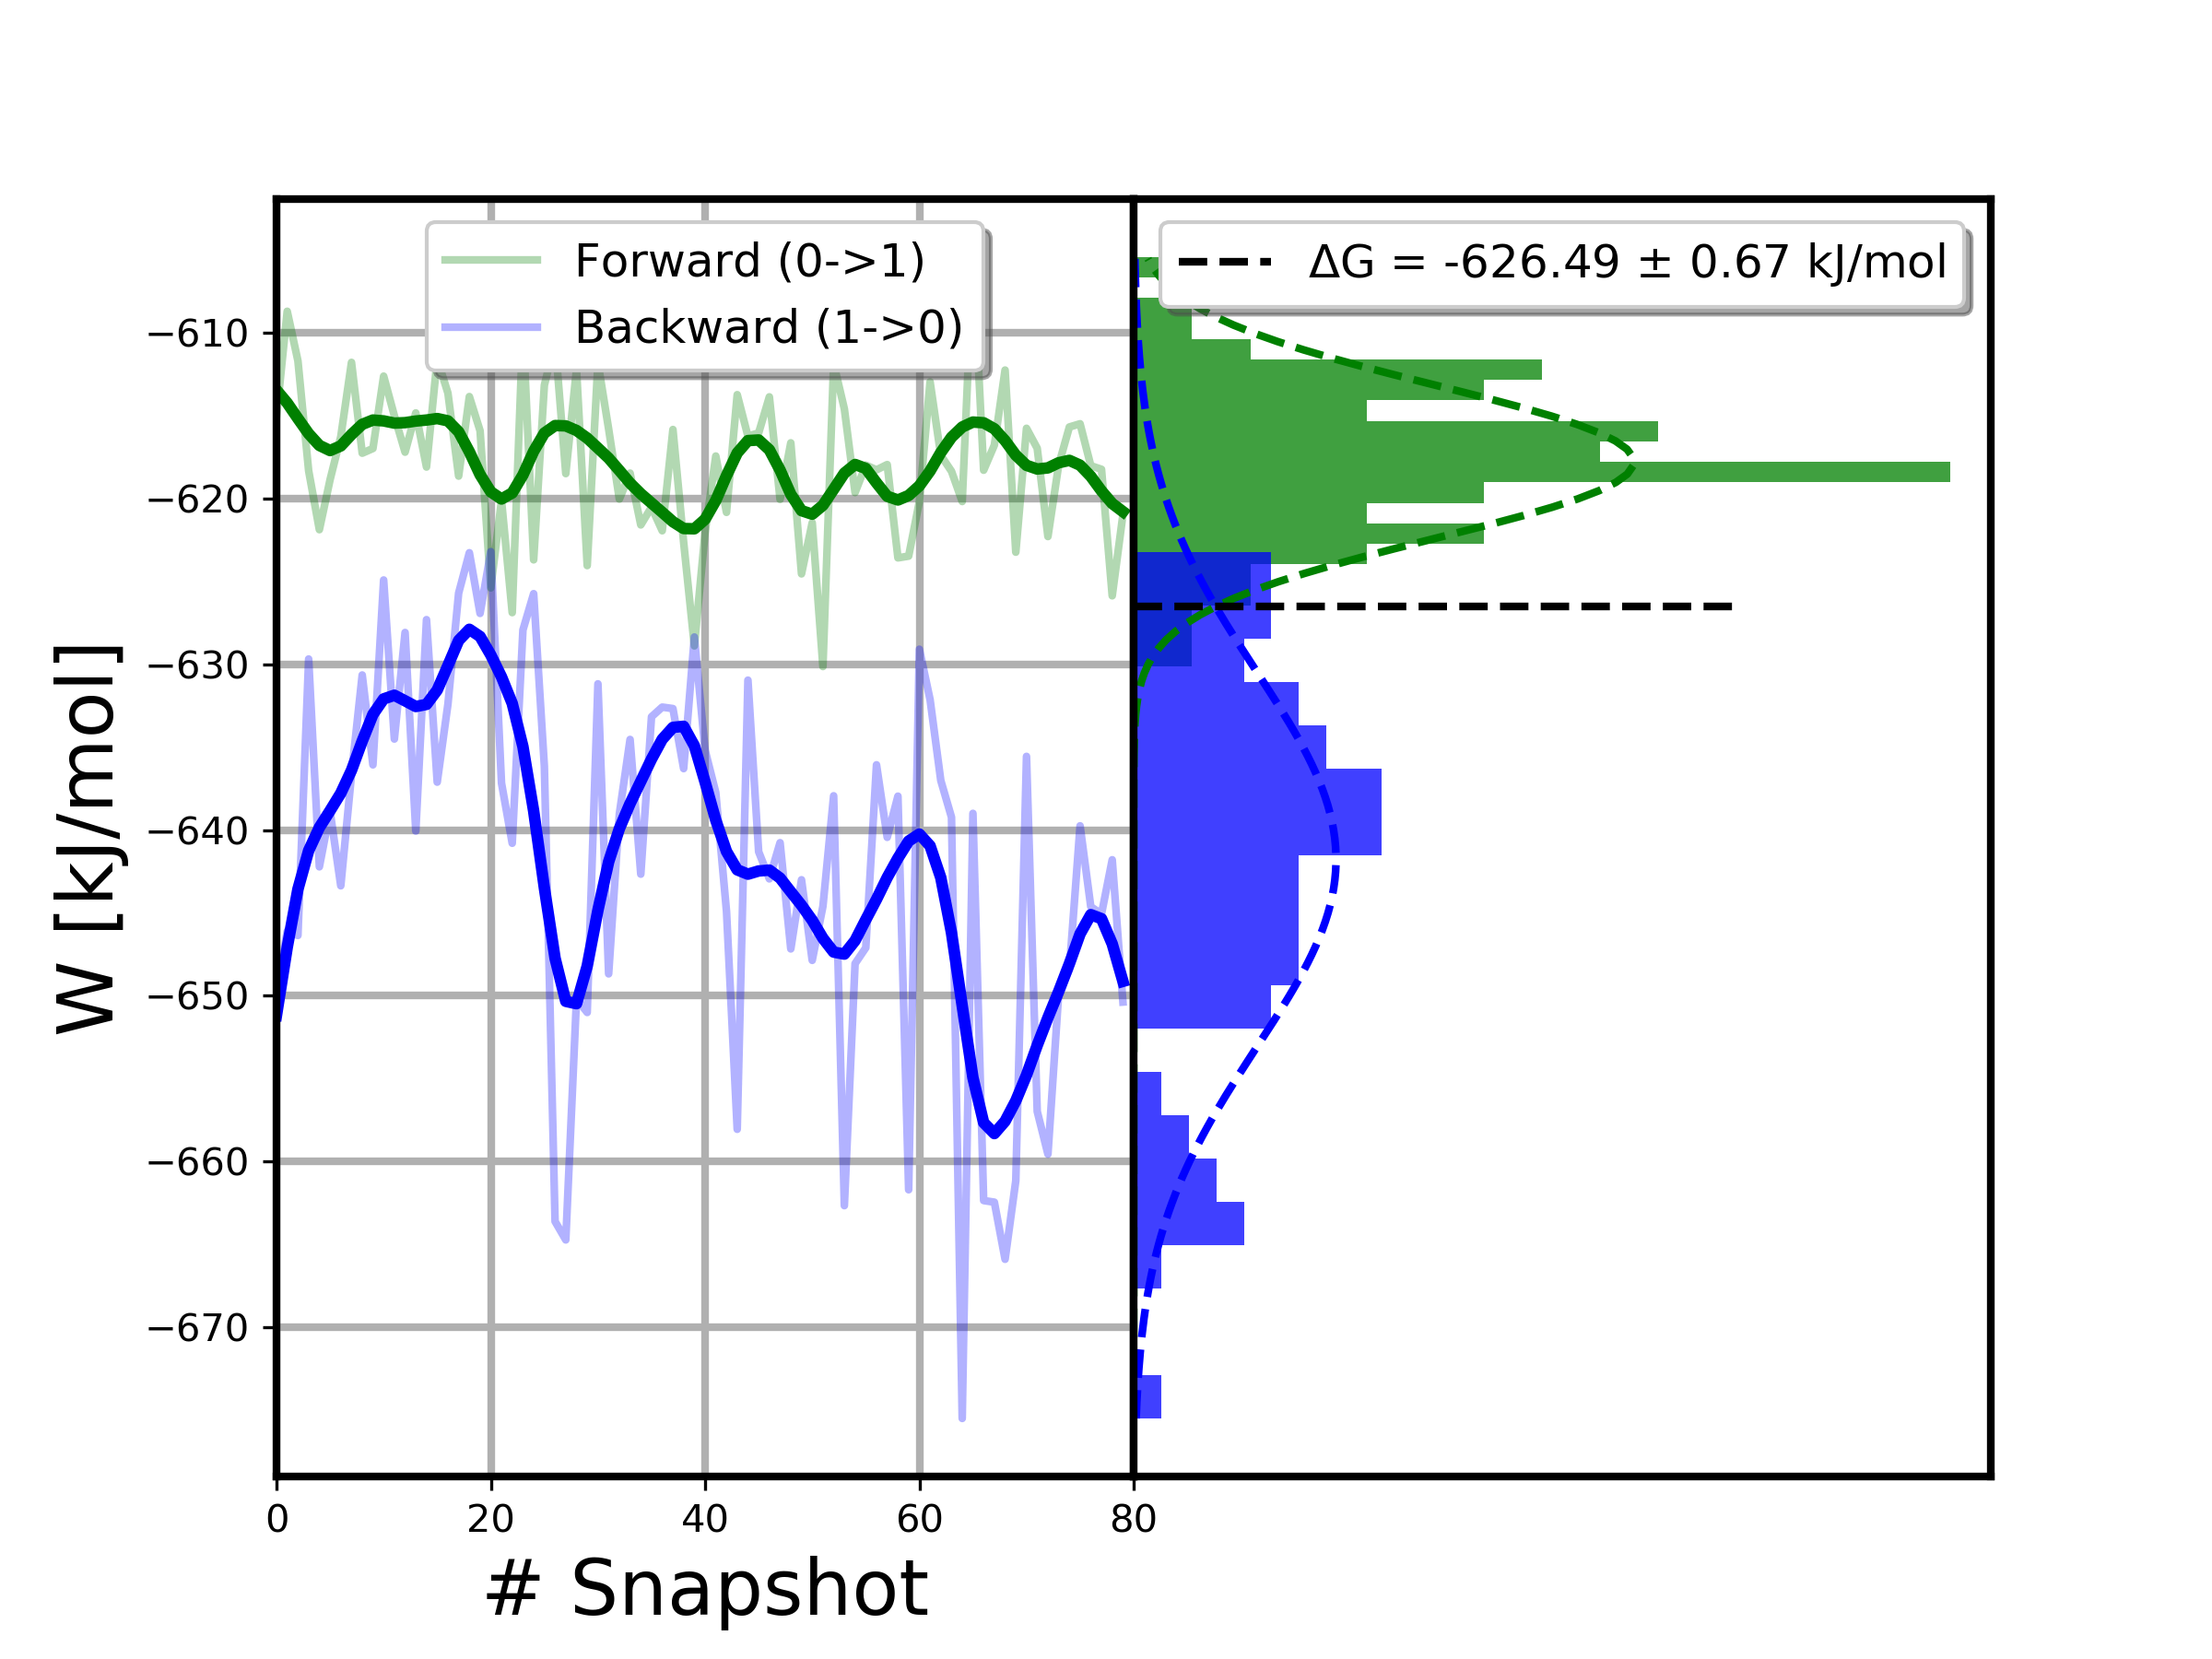 Forward (0->1)
Backward (1->0)
ΔG = -626.49 ± 0.67 kJ/mol
W [kJ/mol]
−610
−620
−630
−640
−650
−660
−670
0 20 40 60 80
# Snapshot